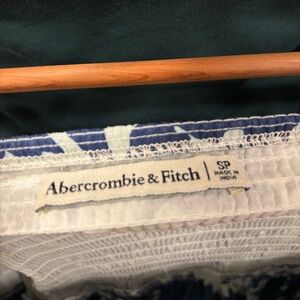 Abercrombie & Fitch
SP
MADE IN
INDIA